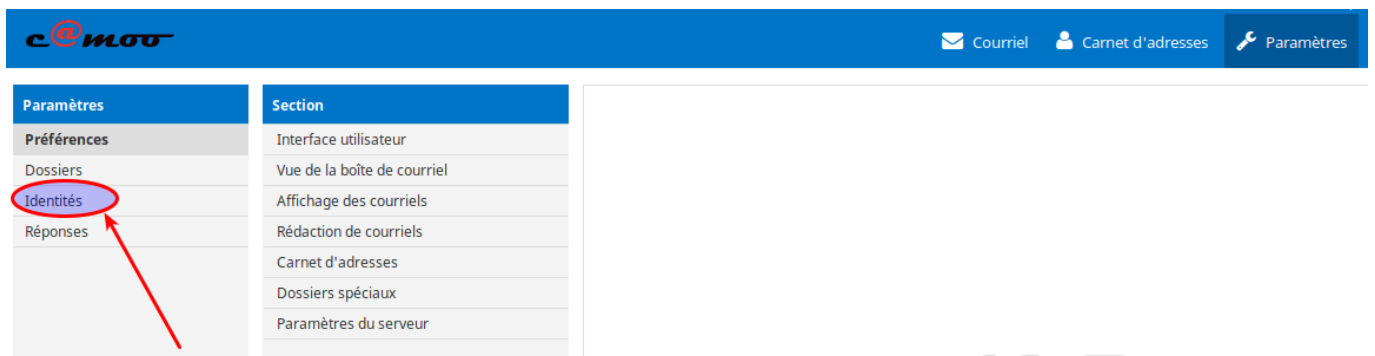 c@moo
Courriel
Carnet d'adresses
Paramètres
Paramètres
Préférences
Dossiers
Identités
Réponses
Section
Interface utilisateur
Vue de la boîte de courriel
Affichage des courriels
Rédaction de courriels
Carnet d'adresses
Dossiers spéciaux
Paramètres du serveur